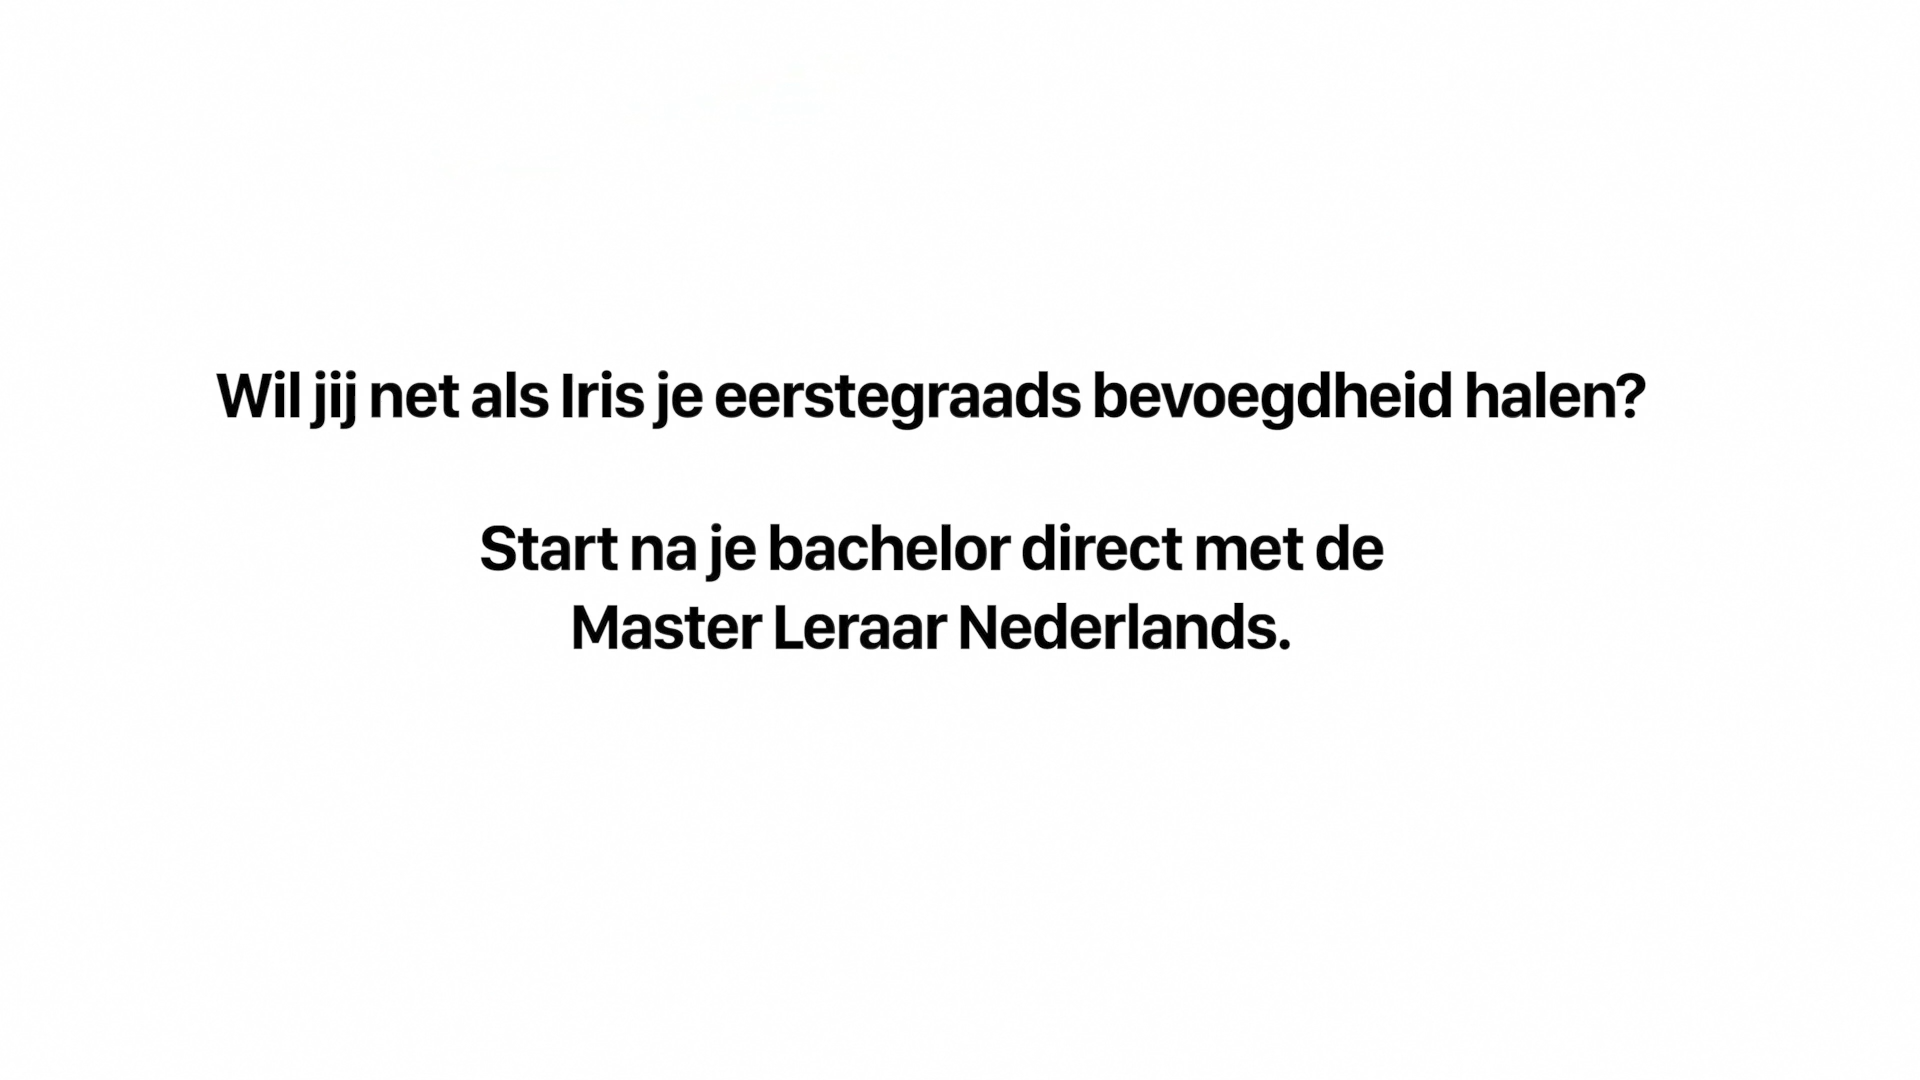 Wil jij net als Iris je eerstegraads bevoegdheid halen?
Start na je bachelor direct met de
Master Leraar Nederlands.